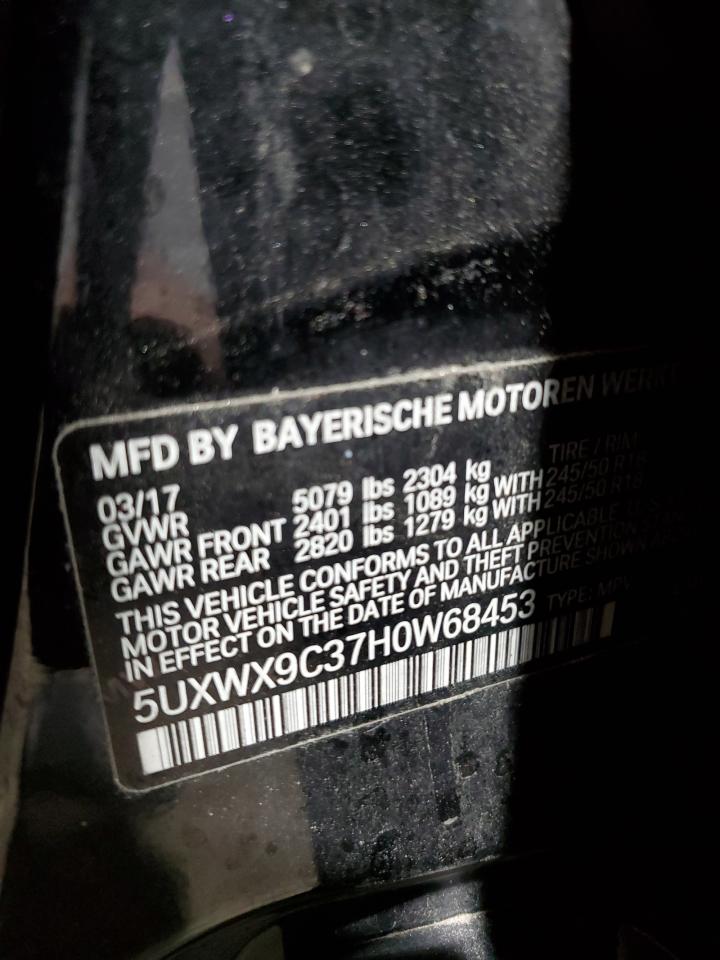 MFD BY BAYERISCHE MOTOREN
03/17 TIRE / RIM
GVWR 5079 lbs 2304 kg
GAWR FRONT 2401 lbs 1089 kg WITH 245/50 R18
GAWR REAR 2820 lbs 1279 kg WITH 245/50 R18
THIS VEHICLE CONFORMS TO ALL APPLICABLE
MOTOR VEHICLE SAFETY AND THEFT PREVENTION
IN EFFECT ON THE DATE OF MANUFACTURE SHOWN
5UXWX9C37H0W68453 TYPE: MPV